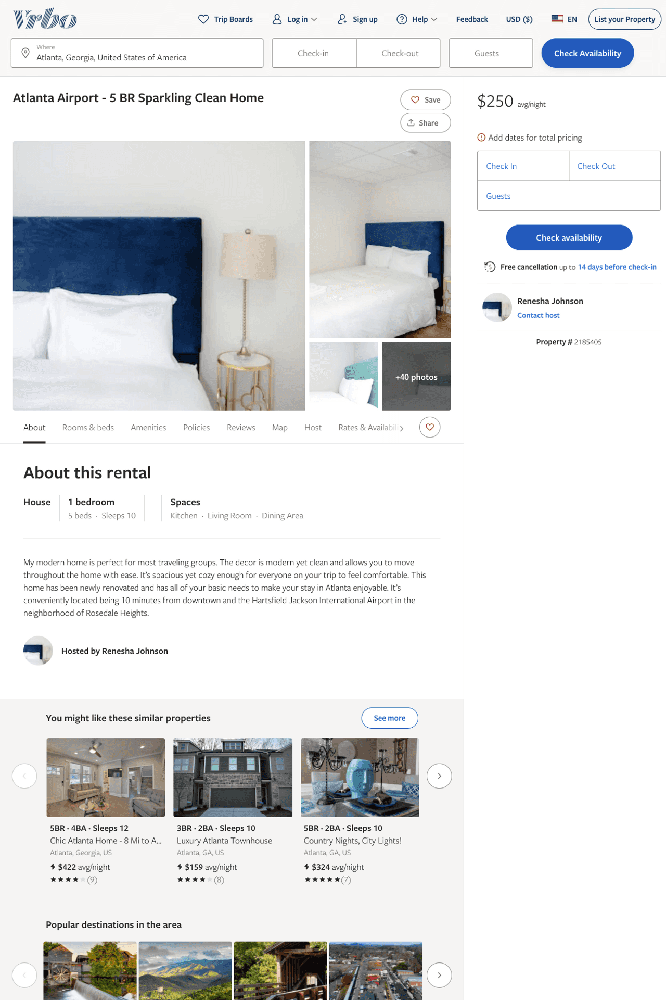 Vrbo
Trip Boards
Log in
Sign up
Help
Feedback
USD ($)
EN
List your Property
Where
Atlanta, Georgia, United States of America
Check-in
Check-out
Guests
Check Availability
Atlanta Airport - 5 BR Sparkling Clean Home
Save
Share
+40 photos
$250 avg/night
Add dates for total pricing
Check In
Check Out
Guests
Check availability
Free cancellation up to 14 days before check-in
Renesha Johnson
Contact host
Property # 2185405
About
Rooms & beds
Amenities
Policies
Reviews
Map
Host
Rates & Availabili
About this rental
House
1 bedroom
5 beds · Sleeps 10
Spaces
Kitchen · Living Room · Dining Area
My modern home is perfect for most traveling groups. The decor is modern yet clean and allows you to move
throughout the home with ease. It's spacious yet cozy enough for everyone on your trip to feel comfortable. This
home has been newly renovated and has all of your basic needs to make your stay in Atlanta enjoyable. It's
conveniently located being 10 minutes from downtown and the Hartsfield Jackson International Airport in the
neighborhood of Rosedale Heights.
Hosted by Renesha Johnson
You might like these similar properties
See more
5BR · 4BA · Sleeps 12
Chic Atlanta Home - 8 Mi to A...
Atlanta, Georgia, US
$422 avg/night
(9)
3BR · 2BA · Sleeps 10
Luxury Atlanta Townhouse
Atlanta, GA, US
$159 avg/night
(8)
5BR · 2BA · Sleeps 10
Country Nights, City Lights!
Atlanta, GA, US
$324 avg/night
(7)
Popular destinations in the area